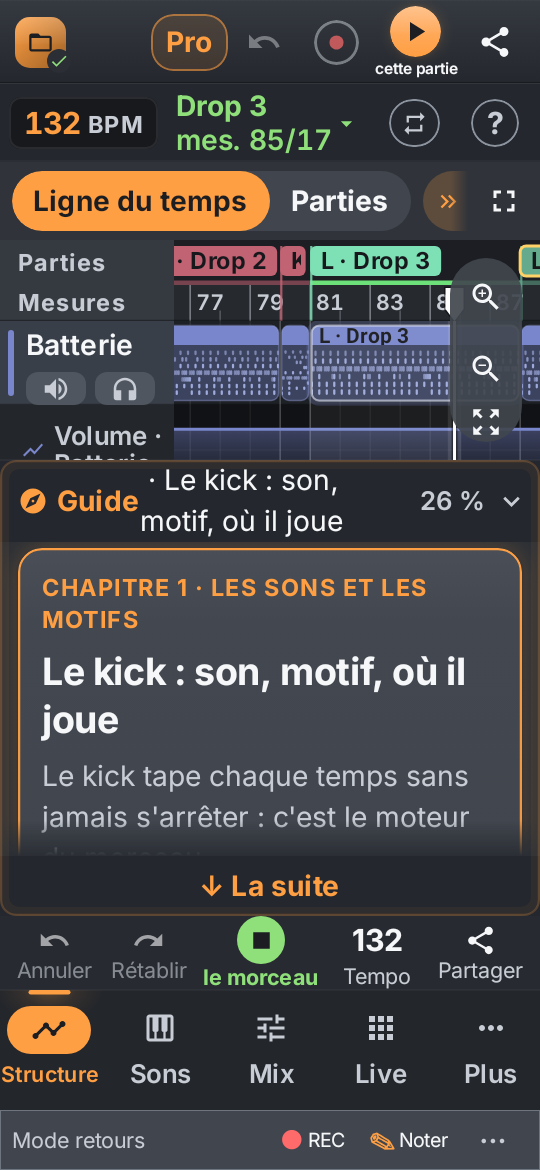 Pro
cette partie
132 BPM
Drop 3
mes. 85/17
?
Ligne du temps
Parties
Parties
· Drop 2
L · Drop 3
Mesures
77
79
81
83
87
Batterie
L · Drop 3
Volume ·
Batterie
Guide
· Le kick : son,
motif, où il joue
26 %
CHAPITRE 1 · LES SONS ET LES
MOTIFS
Le kick : son, motif, où il
joue
Le kick tape chaque temps sans
jamais s'arrêter : c'est le moteur
La suite
Annuler
Rétablir
le morceau
132
Tempo
Partager
Structure
Sons
Mix
Live
Plus
Mode retours
REC
Noter